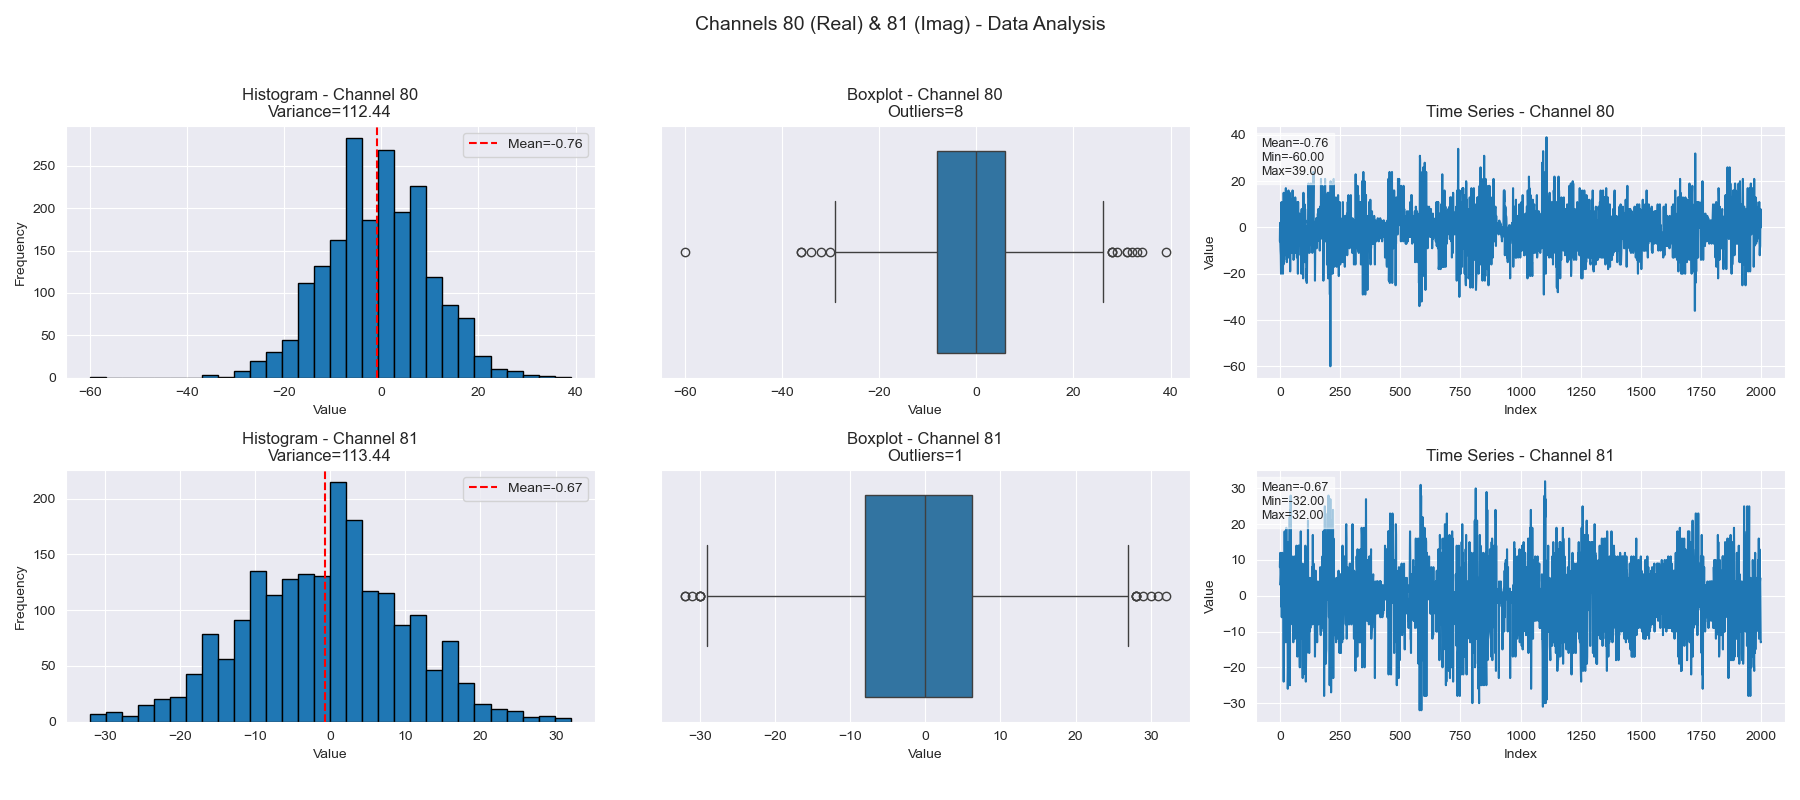 Channels 80 (Real) & 81 (Imag) - Data Analysis
Histogram - Channel 80
Variance=112.44
Mean=-0.76
Frequency
250
200
150
100
50
0
−60 −40 −20 0 20 40
Value
Boxplot - Channel 80
Outliers=8
−60 −40 −20 0 20 40
Value
Time Series - Channel 80
Mean=-0.76
Min=-60.00
Max=39.00
Value
40
20
0
−20
−40
−60
0 250 500 750 1000 1250 1500 1750 2000
Index
Histogram - Channel 81
Variance=113.44
Mean=-0.67
Frequency
200
150
100
50
0
−30 −20 −10 0 10 20 30
Value
Boxplot - Channel 81
Outliers=1
−30 −20 −10 0 10 20 30
Value
Time Series - Channel 81
Mean=-0.67
Min=-32.00
Max=32.00
Value
30
20
10
0
−10
−20
−30
0 250 500 750 1000 1250 1500 1750 2000
Index